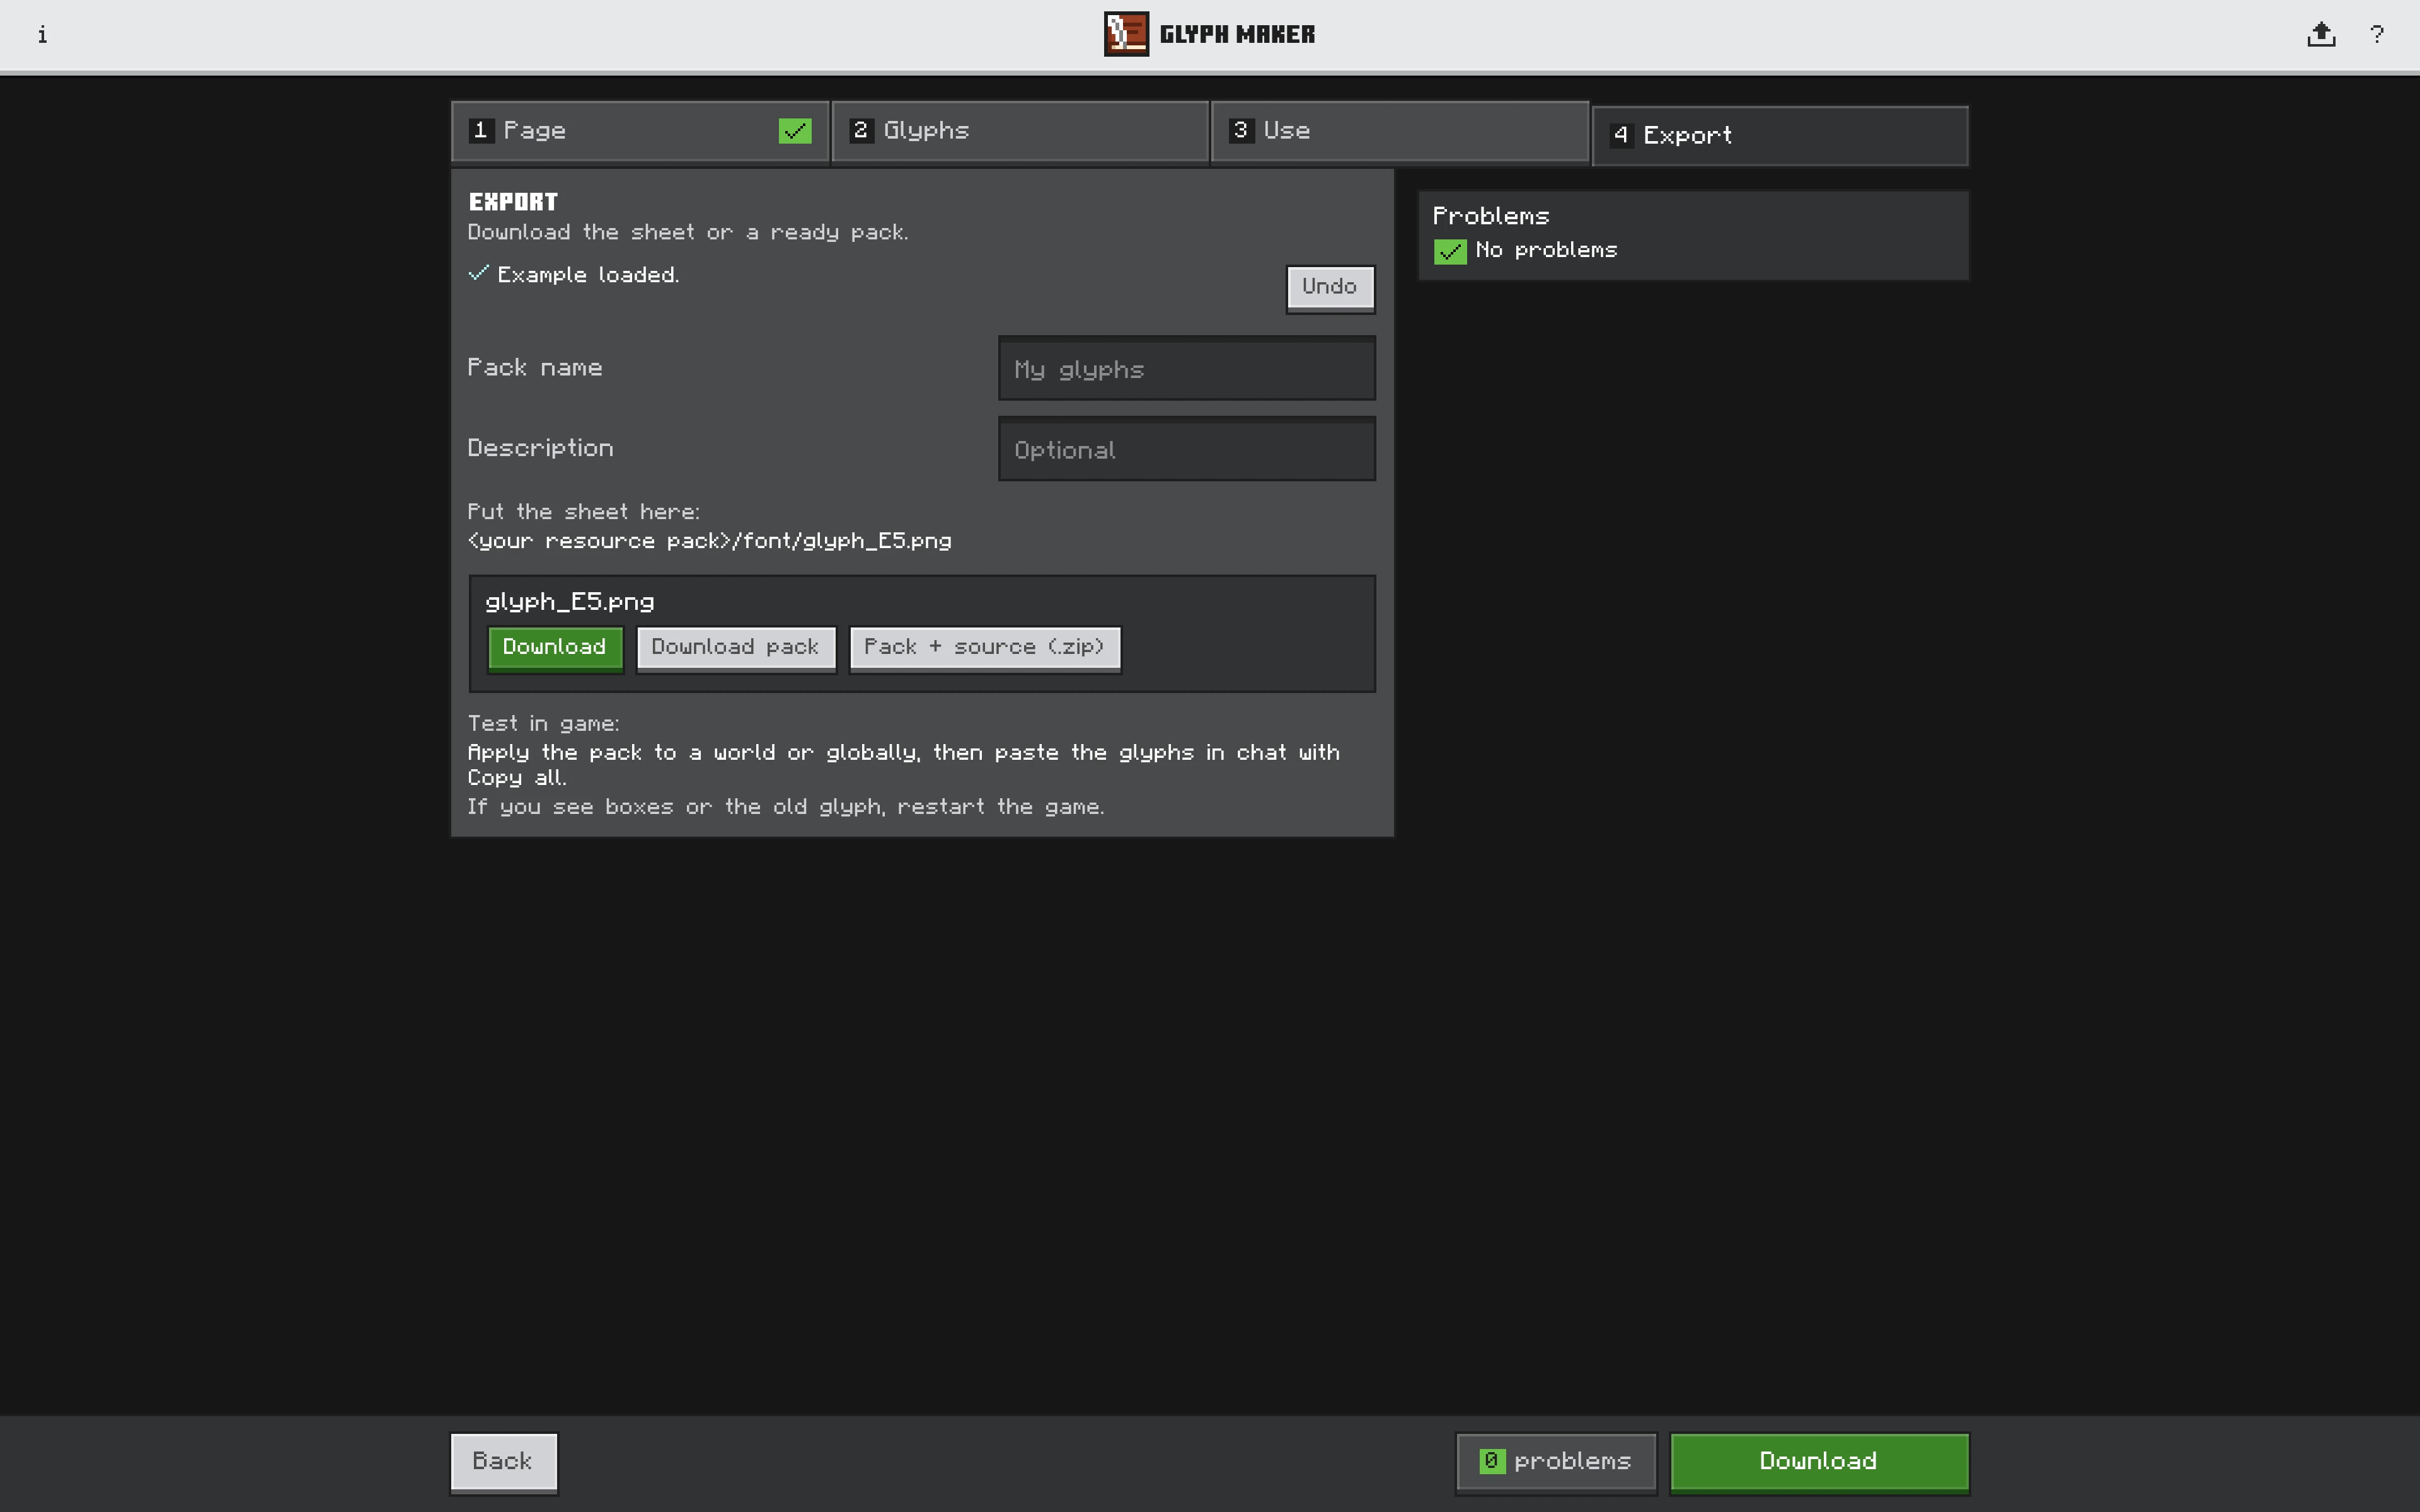 i
GLYPH MAKER
?
1 Page
2 Glyphs
3 Use
4 Export
EXPORT
Download the sheet or a ready pack.
Example loaded.
Undo
Pack name
My glyphs
Description
Optional
Put the sheet here:
<your resource pack>/font/glyph_E5.png
glyph_E5.png
Download
Download pack
Pack + source (.zip)
Test in game:
Apply the pack to a world or globally, then paste the glyphs in chat with
Copy all.
If you see boxes or the old glyph, restart the game.
Problems
No problems
Back
0 problems
Download